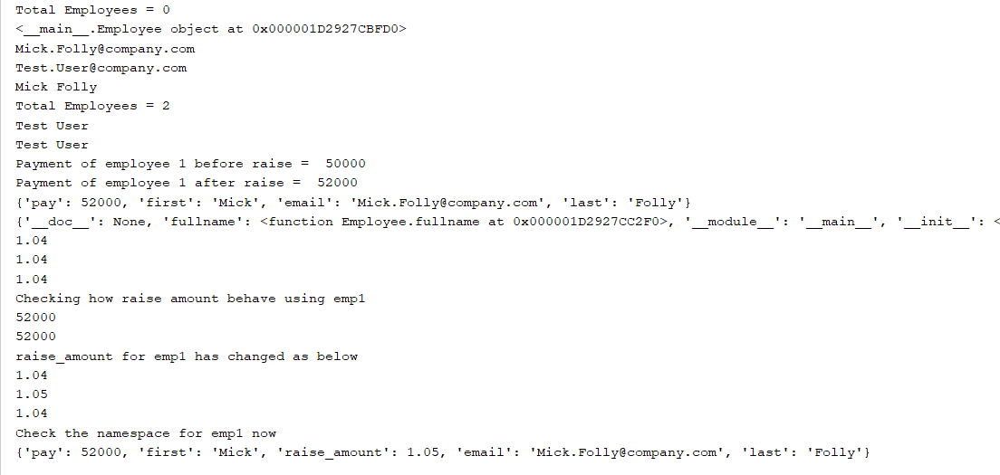 Total Employees = 0
<__main__.Employee object at 0x000001D2927CBFD0>
Mick.Folly@company.com
Test.User@company.com
Mick Folly
Total Employees = 2
Test User
Test User
Payment of employee 1 before raise =  50000
Payment of employee 1 after raise =  52000
{'pay': 52000, 'first': 'Mick', 'email': 'Mick.Folly@company.com', 'last': 'Folly'}
{'__doc__': None, 'fullname': <function Employee.fullname at 0x000001D2927CC2F0>, '__module__': '__main__', '__init__': <
1.04
1.04
1.04
Checking how raise amount behave using emp1
52000
52000
raise_amount for emp1 has changed as below
1.04
1.05
1.04
Check the namespace for emp1 now
{'pay': 52000, 'first': 'Mick', 'raise_amount': 1.05, 'email': 'Mick.Folly@company.com', 'last': 'Folly'}